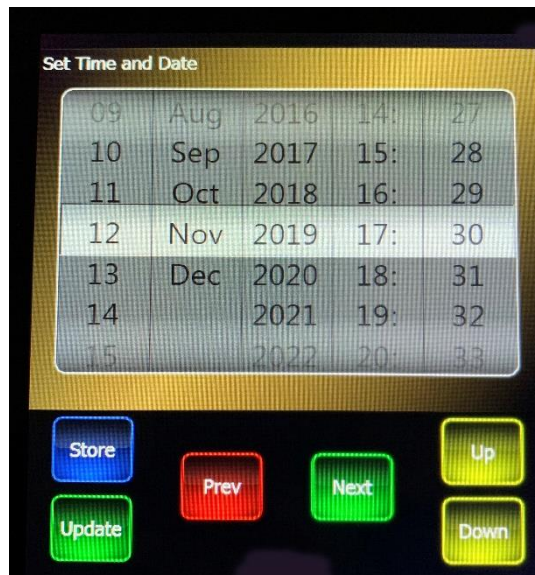 Set Time and Date
09 Aug 2016 14: 27
10 Sep 2017 15: 28
11 Oct 2018 16: 29
12 Nov 2019 17: 30
13 Dec 2020 18: 31
14 2021 19: 32
15 2022 20: 33
Store Up
Prev Next
Update Down